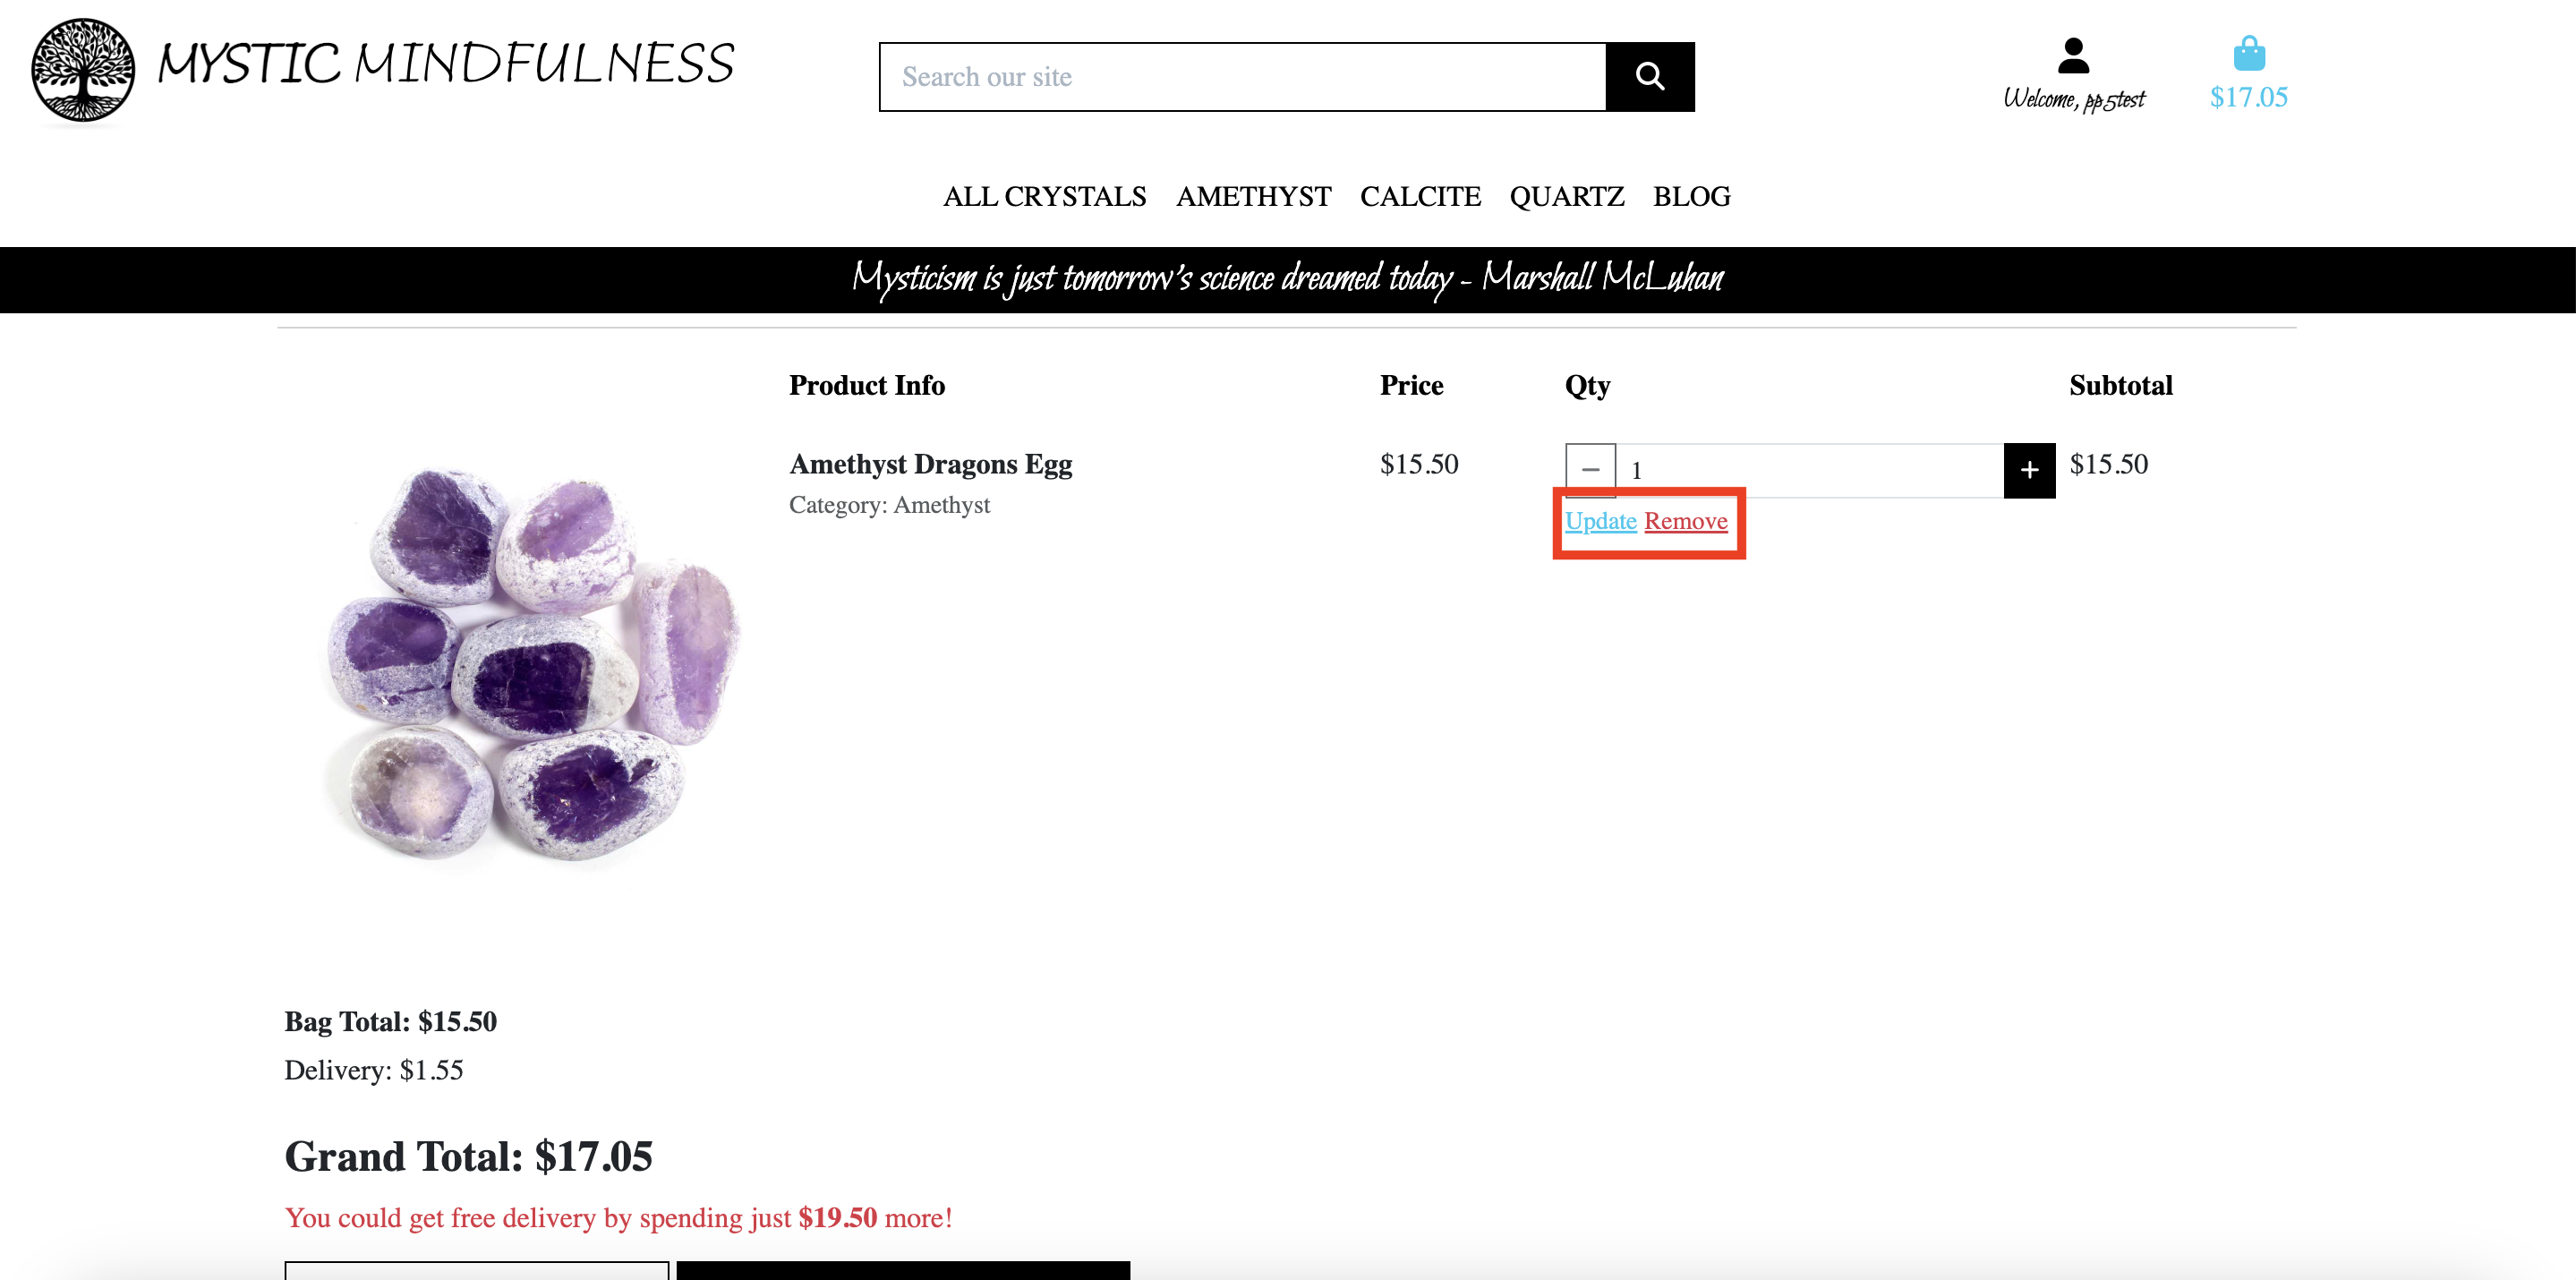 MYSTIC MINDFULNESS
Search our site
Welcome, pp5test
$17.05
ALL CRYSTALS AMETHYST CALCITE QUARTZ BLOG
Mysticism is just tomorrow's science dreamed today - Marshall McLuhan
Product Info Price Qty Subtotal
Amethyst Dragons Egg $15.50 − 1 + $15.50
Category: Amethyst
Update Remove
Bag Total: $15.50
Delivery: $1.55
Grand Total: $17.05
You could get free delivery by spending just $19.50 more!